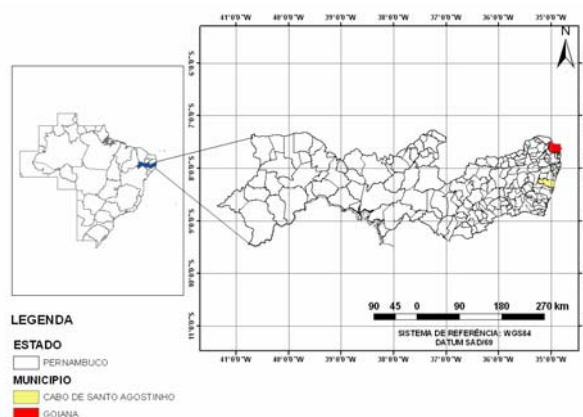 41°0'0"W 40°0'0"W 39°0'0"W 38°0'0"W 37°0'0"W 36°0'0"W 35°0'0"W
N
6°0'0"S
7°0'0"S
8°0'0"S
9°0'0"S
10°0'0"S
11°0'0"S
90 45 0 90 180 270 km
SISTEMA DE REFERÊNCIA: WGS84
DATUM SAD/69
41°0'0"W 40°0'0"W 39°0'0"W 38°0'0"W 37°0'0"W 36°0'0"W 35°0'0"W
LEGENDA
ESTADO
PERNAMBUCO
MUNICIPIO
CABO DE SANTO AGOSTINHO
GOIANA